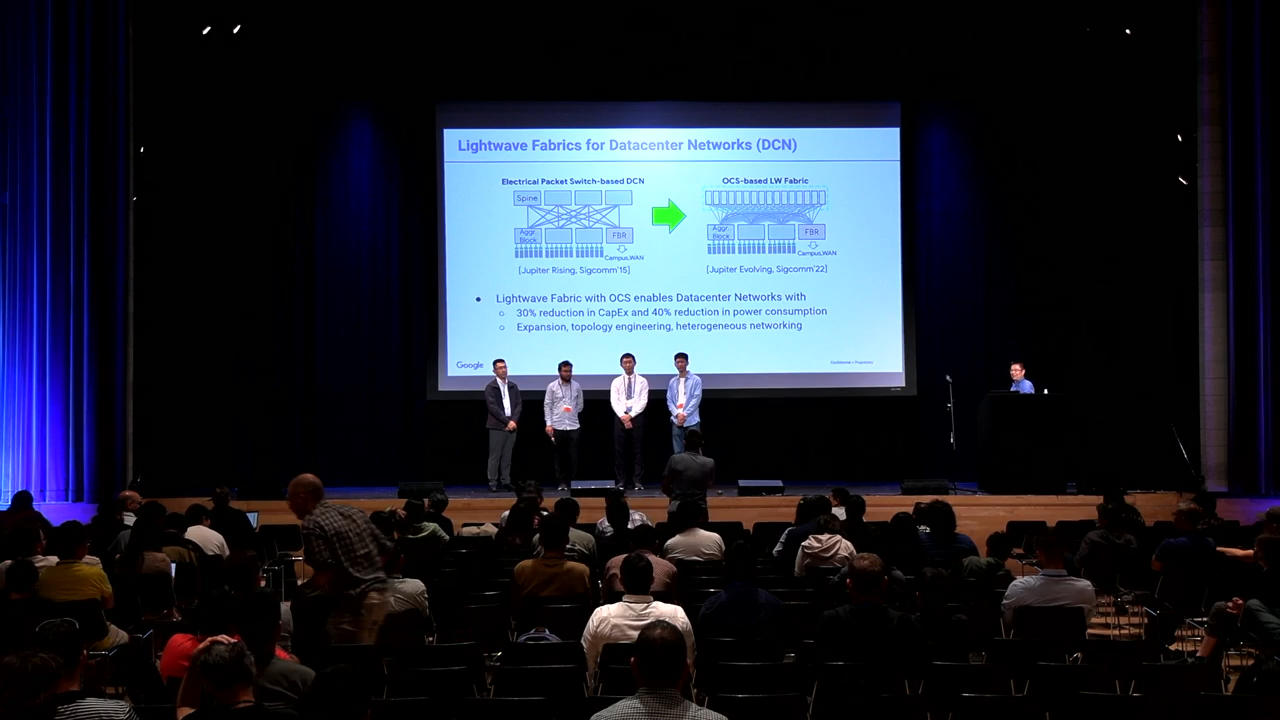 Lightwave Fabrics for Datacenter Networks (DCN)
Electrical Packet Switch-based DCN
Spine
Aggr. Block
FBR
Campus,WAN
[Jupiter Rising, Sigcomm'15]
OCS-based LW Fabric
Aggr. Block
FBR
Campus,WAN
[Jupiter Evolving, Sigcomm'22]
● Lightwave Fabric with OCS enables Datacenter Networks with
○ 30% reduction in CapEx and 40% reduction in power consumption
○ Expansion, topology engineering, heterogeneous networking
Google
Confidential + Proprietary